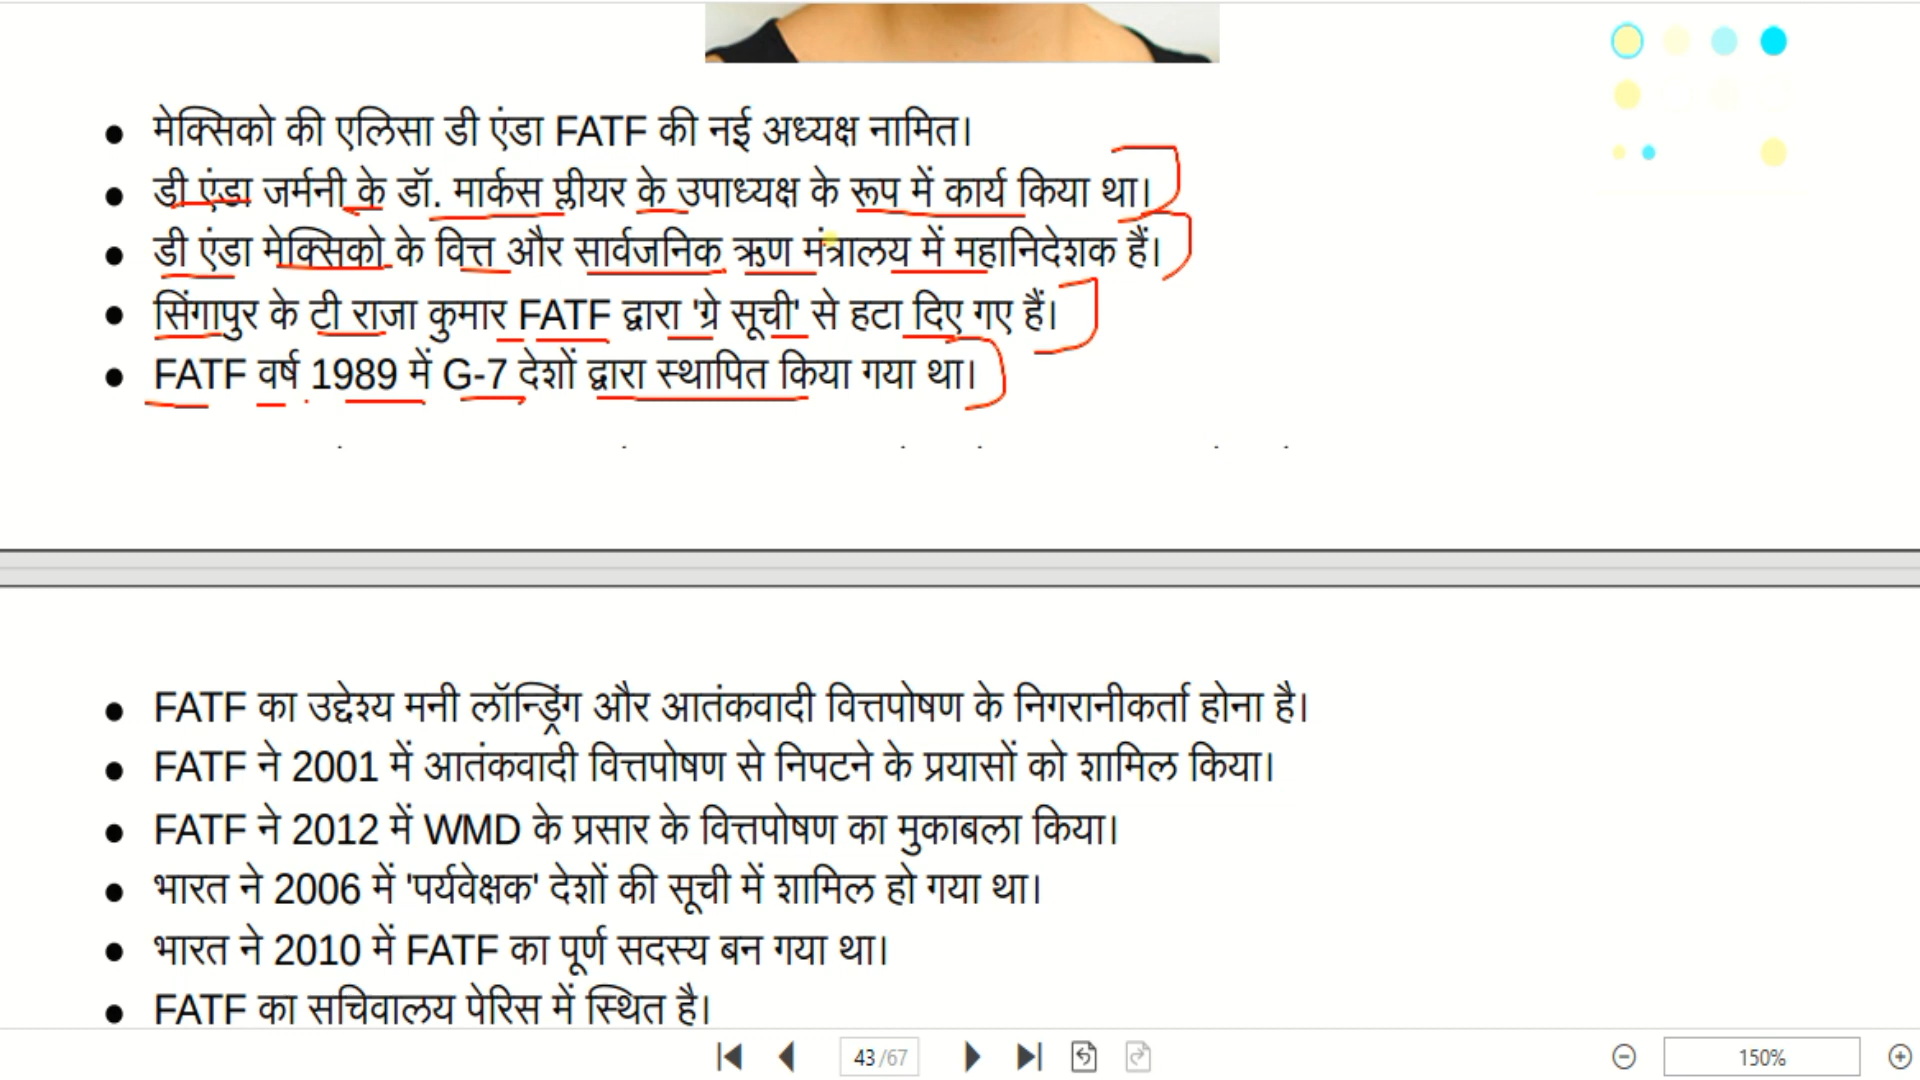 मेक्सिको की एलिसा डी एंडा FATF की नई अध्यक्ष नामित।
डी एंडा जर्मनी के डॉ. मार्कस प्लीयर के उपाध्यक्ष के रूप में कार्य किया था।
डी एंडा मेक्सिको के वित्त और सार्वजनिक ऋण मंत्रालय में महानिदेशक हैं।
सिंगापुर के टी राजा कुमार FATF द्वारा 'ग्रे सूची' से हटा दिए गए हैं।
FATF वर्ष 1989 में G-7 देशों द्वारा स्थापित किया गया था।
FATF का उद्देश्य मनी लॉन्ड्रिंग और आतंकवादी वित्तपोषण के निगरानीकर्ता होना है।
FATF ने 2001 में आतंकवादी वित्तपोषण से निपटने के प्रयासों को शामिल किया।
FATF ने 2012 में WMD के प्रसार के वित्तपोषण का मुकाबला किया।
भारत ने 2006 में 'पर्यवेक्षक' देशों की सूची में शामिल हो गया था।
भारत ने 2010 में FATF का पूर्ण सदस्य बन गया था।
FATF का सचिवालय पेरिस में स्थित है।
43 /67
150%